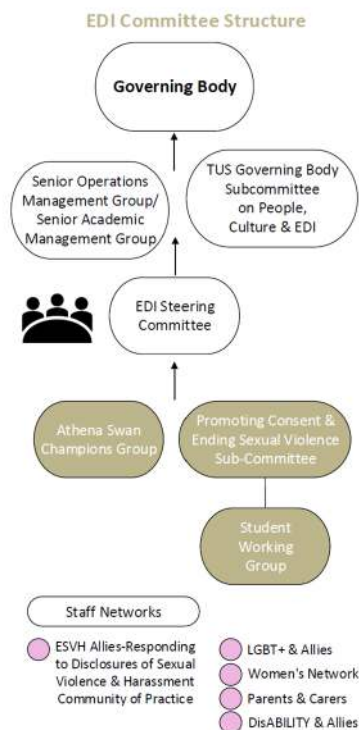 EDI Committee Structure
Governing Body
Senior Operations
Management Group/
Senior Academic
Management Group
TUS Governing Body
Subcommittee
on People,
Culture & EDI
EDI Steering
Committee
Athena Swan
Champions Group
Promoting Consent &
Ending Sexual Violence
Sub-Committee
Student
Working
Group
Staff Networks
ESVH Allies-Responding
to Disclosures of Sexual
Violence & Harassment
Community of Practice
LGBT+ & Allies
Women's Network
Parents & Carers
DisABILITY & Allies